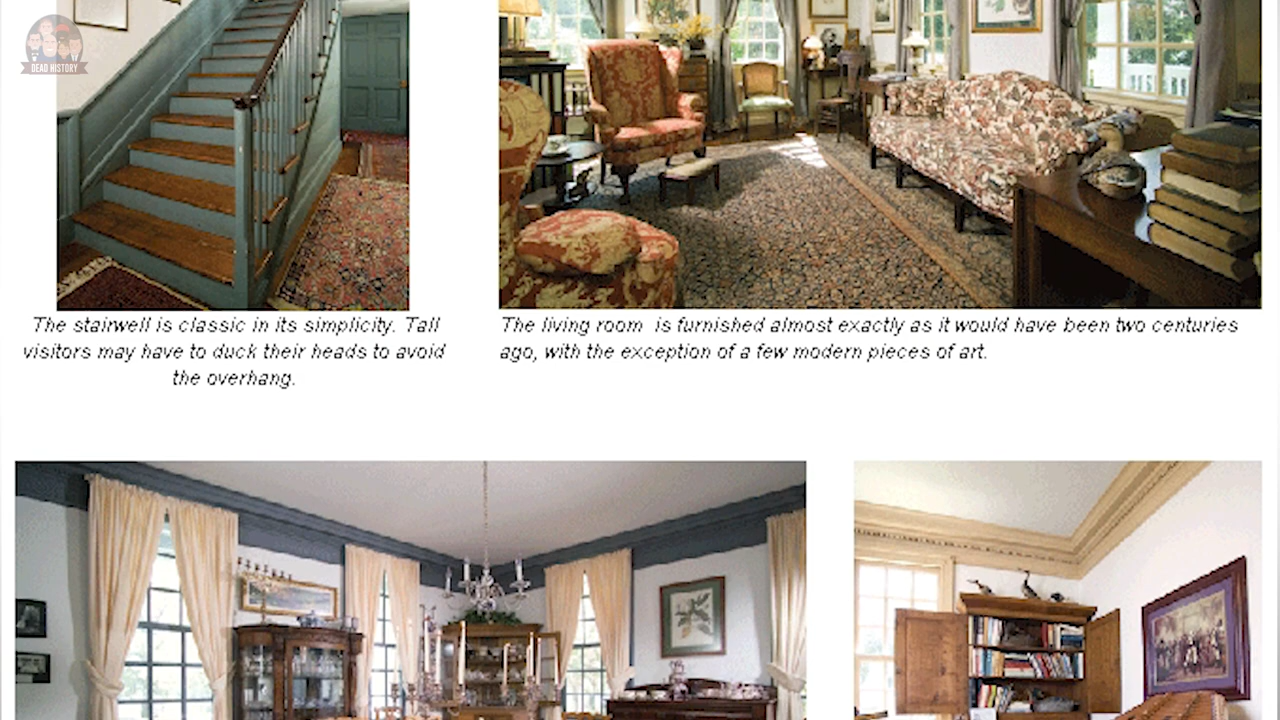 DEAD HISTORY
The stairwell is classic in its simplicity. Tall
visitors may have to duck their heads to avoid
the overhang.
The living room is furnished almost exactly as it would have been two centuries
ago, with the exception of a few modern pieces of art.